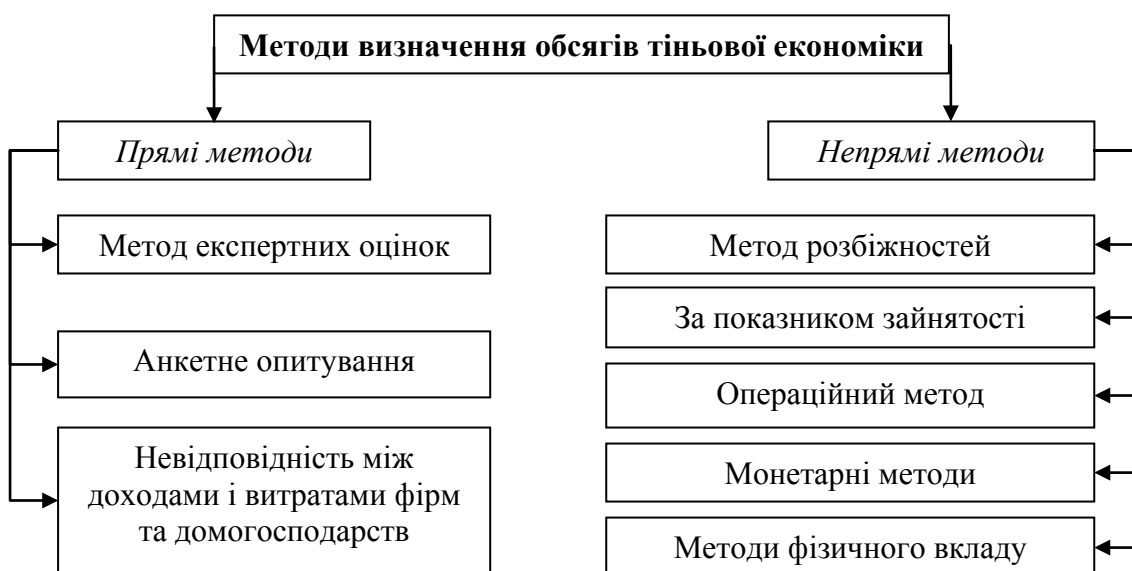 Методи визначення обсягів тіньової економіки
Прямі методи
Непрямі методи
Метод експертних оцінок
Анкетне опитування
Невідповідність між
доходами і витратами фірм
та домогосподарств
Метод розбіжностей
За показником зайнятості
Операційний метод
Монетарні методи
Методи фізичного вкладу